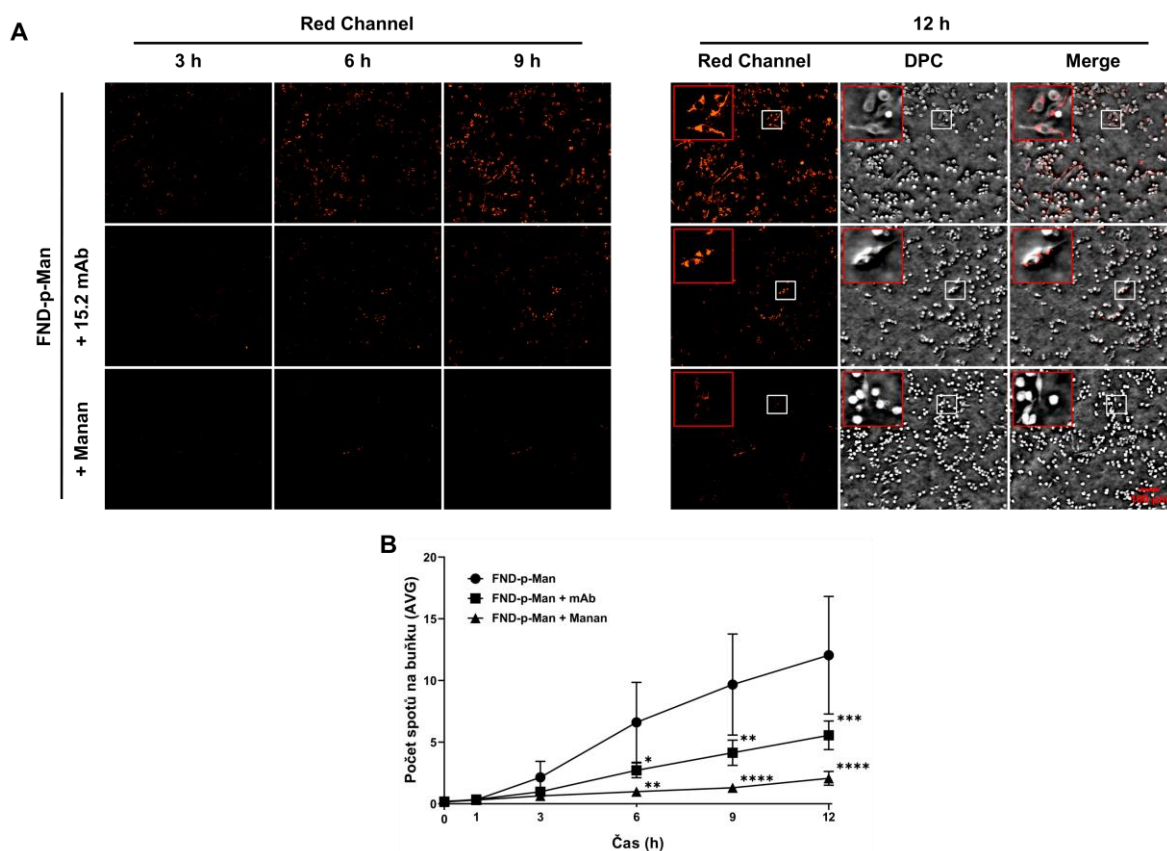 A
Red Channel
12 h
3 h 6 h 9 h
Red Channel DPC Merge
FND-p-Man
+ 15.2 mAb
+ Manan
B
Počet spotů na buňku (AVG)
20
15
10
5
0
FND-p-Man
FND-p-Man + mAb
FND-p-Man + Manan
*
**
**
****
***
****
0 1 3 6 9 12
Čas (h)